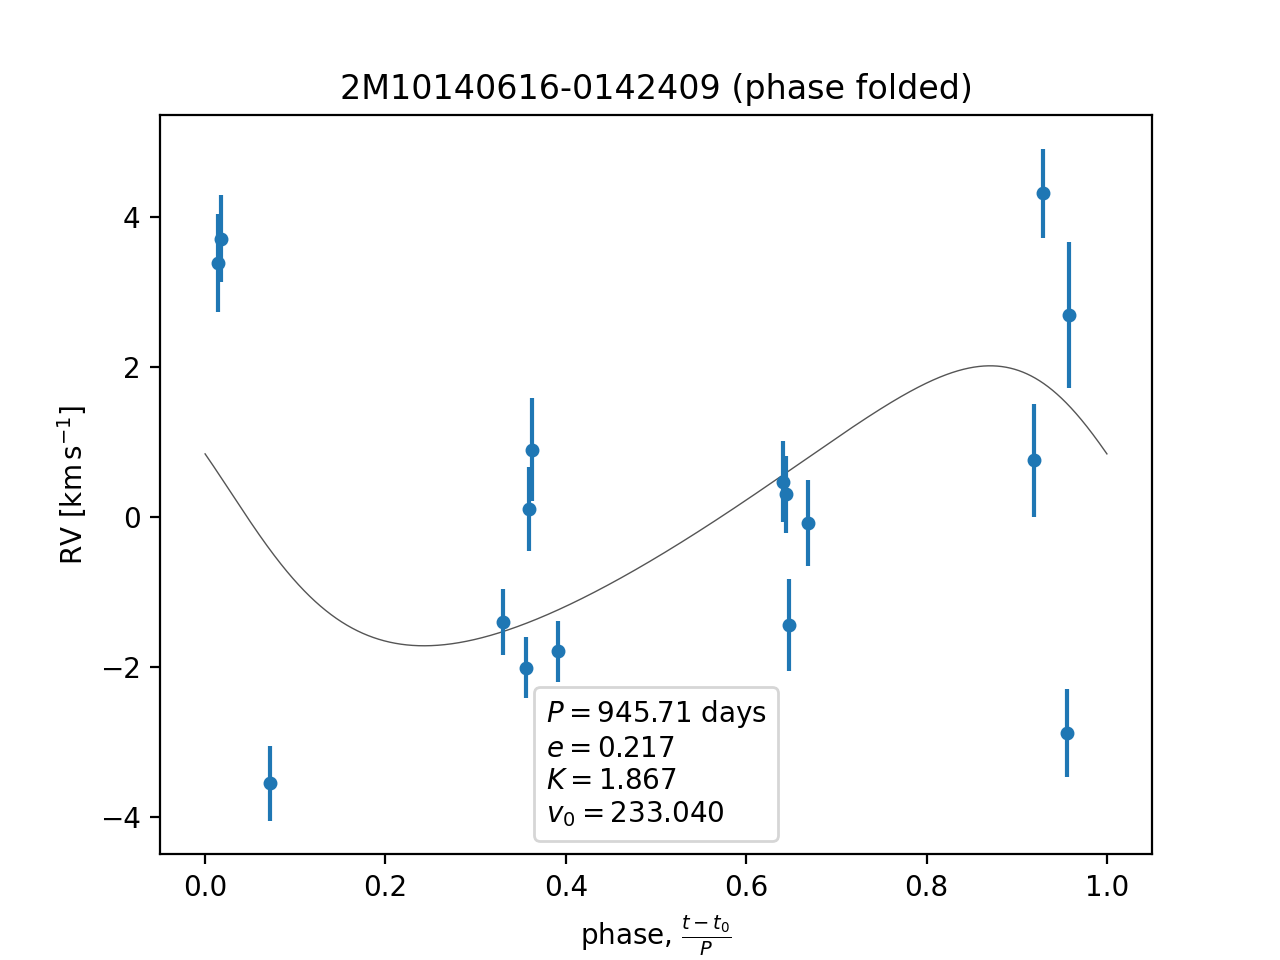 2M10140616-0142409 (phase folded)
RV [km s⁻¹]
4
2
0
−2
−4
P = 945.71 days
e = 0.217
K = 1.867
v₀ = 233.040
0.0 0.2 0.4 0.6 0.8 1.0
phase, (t − t₀)/P